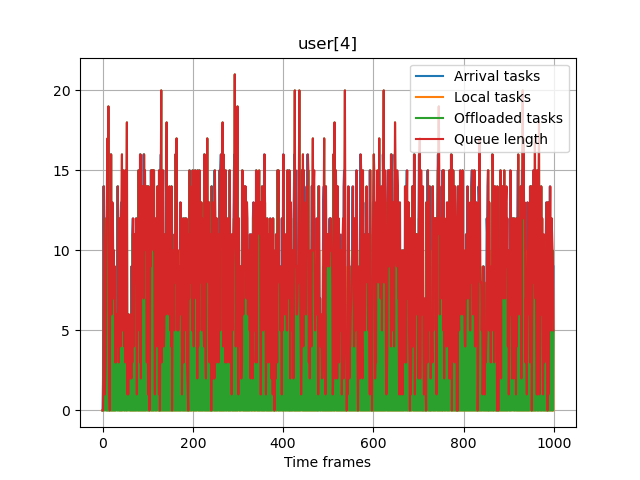 user[4]
Arrival tasks
Local tasks
Offloaded tasks
Queue length
20
15
10
5
0
0 200 400 600 800 1000
Time frames